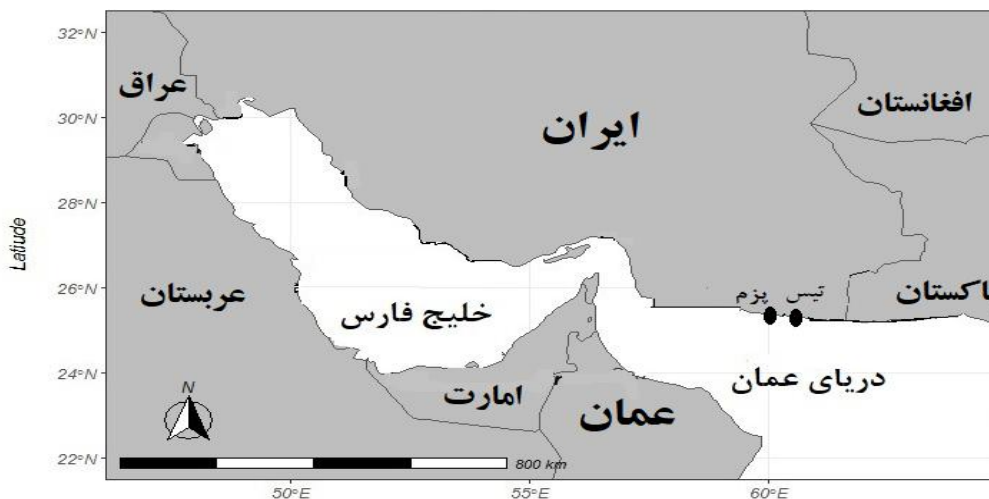 32°N
عراق
افغانستان
ایران
30°N
28°N
Latiude
26°N
عربستان
خلیج فارس
پزم
تیس
اکستان
24°N
امارت
عمان
دریای عمان
N
22°N
800 km
50°E
55°E
60°E